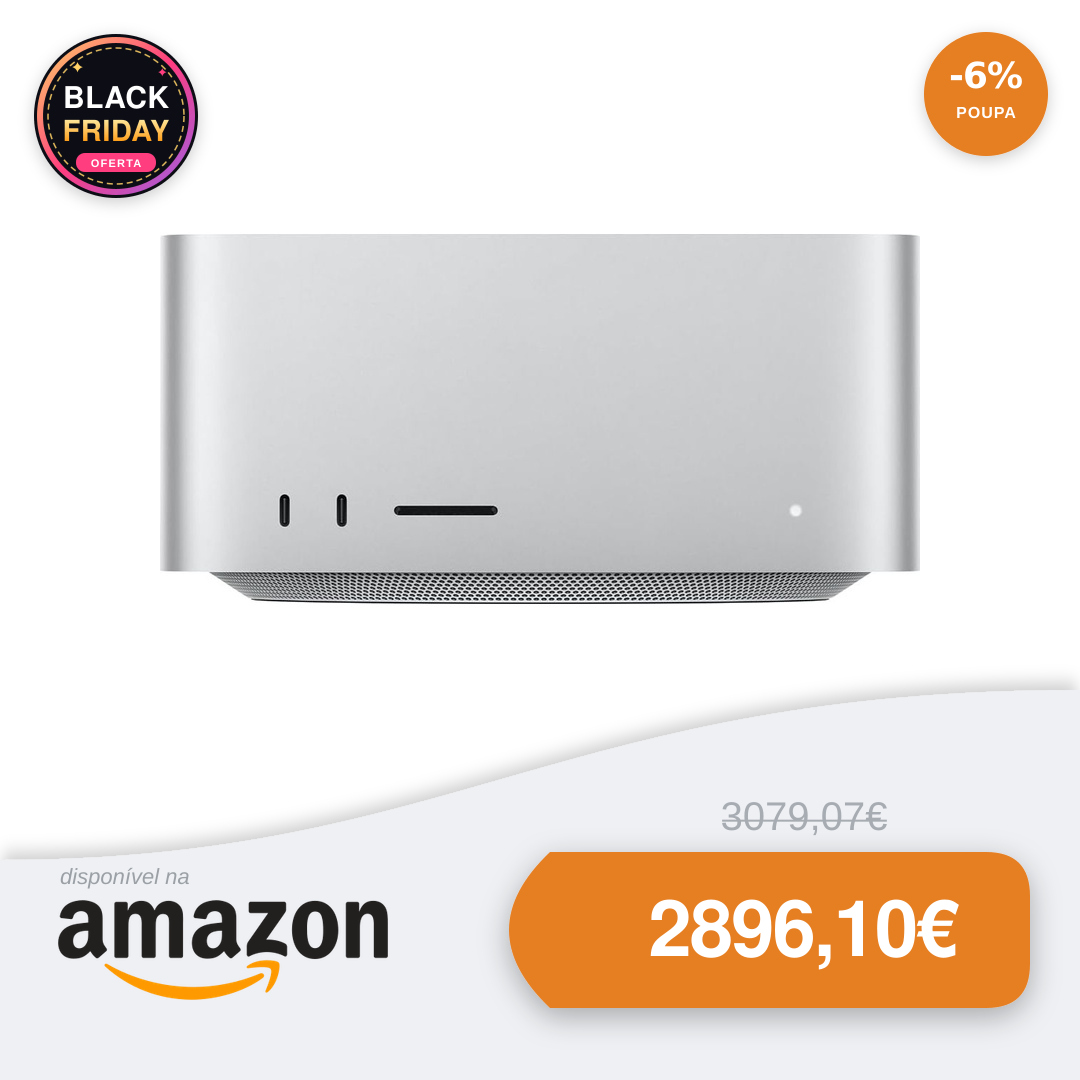 BLACK
FRIDAY
OFERTA
-6%
POUPA
3079,07€
disponível na
amazon
2896,10€